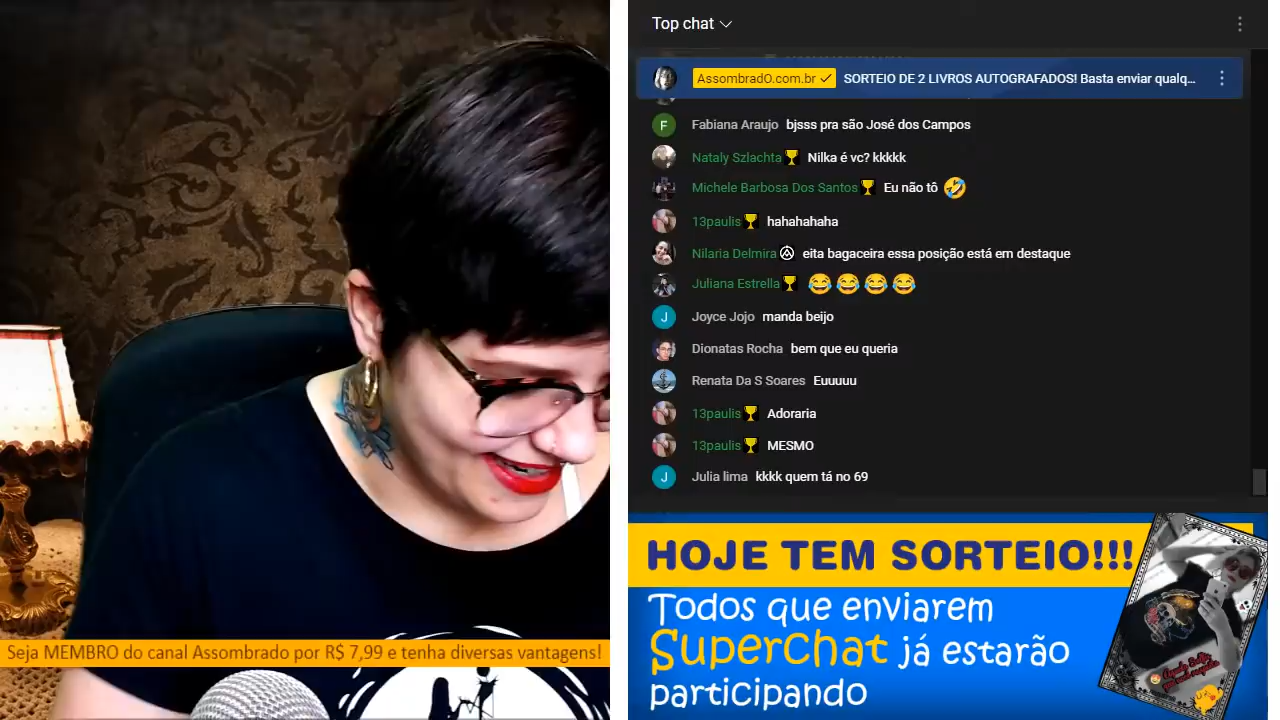 Top chat
AssombradO.com.br SORTEIO DE 2 LIVROS AUTOGRAFADOS! Basta enviar qualq...
F Fabiana Araujo bjsss pra são José dos Campos
Nataly Szlachta Nilka é vc? kkkkk
Michele Barbosa Dos Santos Eu não tô 🤣
13paulis hahahahaha
Nilaria Delmira eita bagaceira essa posição está em destaque
Juliana Estrella 😂😂😂😂
J Joyce Jojo manda beijo
Dionatas Rocha bem que eu queria
Renata Da S Soares Euuuuu
13paulis Adoraria
13paulis MESMO
J Julia lima kkkk quem tá no 69
HOJE TEM SORTEIO!!!
Todos que enviarem
Superchat já estarão
participando
Seja MEMBRO do canal Assombrado por R$ 7,99 e tenha diversas vantagens!